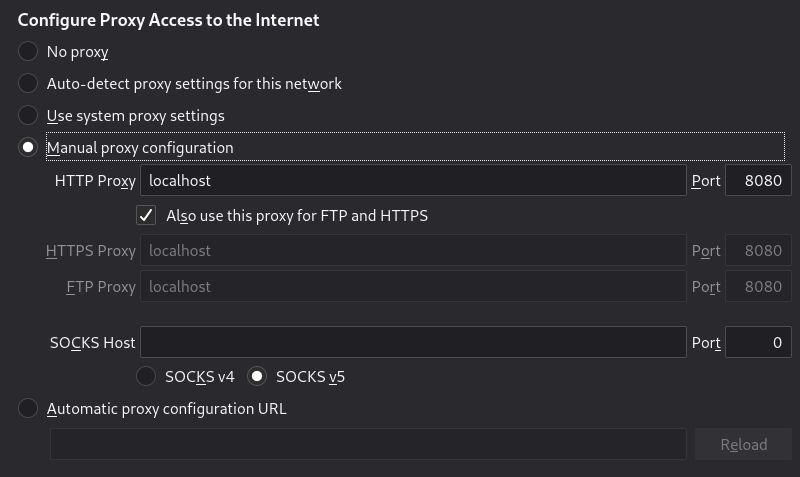 Configure Proxy Access to the Internet
No proxy
Auto-detect proxy settings for this network
Use system proxy settings
Manual proxy configuration
HTTP Proxy localhost Port 8080
Also use this proxy for FTP and HTTPS
HTTPS Proxy localhost Port 8080
FTP Proxy localhost Port 8080
SOCKS Host Port 0
SOCKS v4 SOCKS v5
Automatic proxy configuration URL
Reload